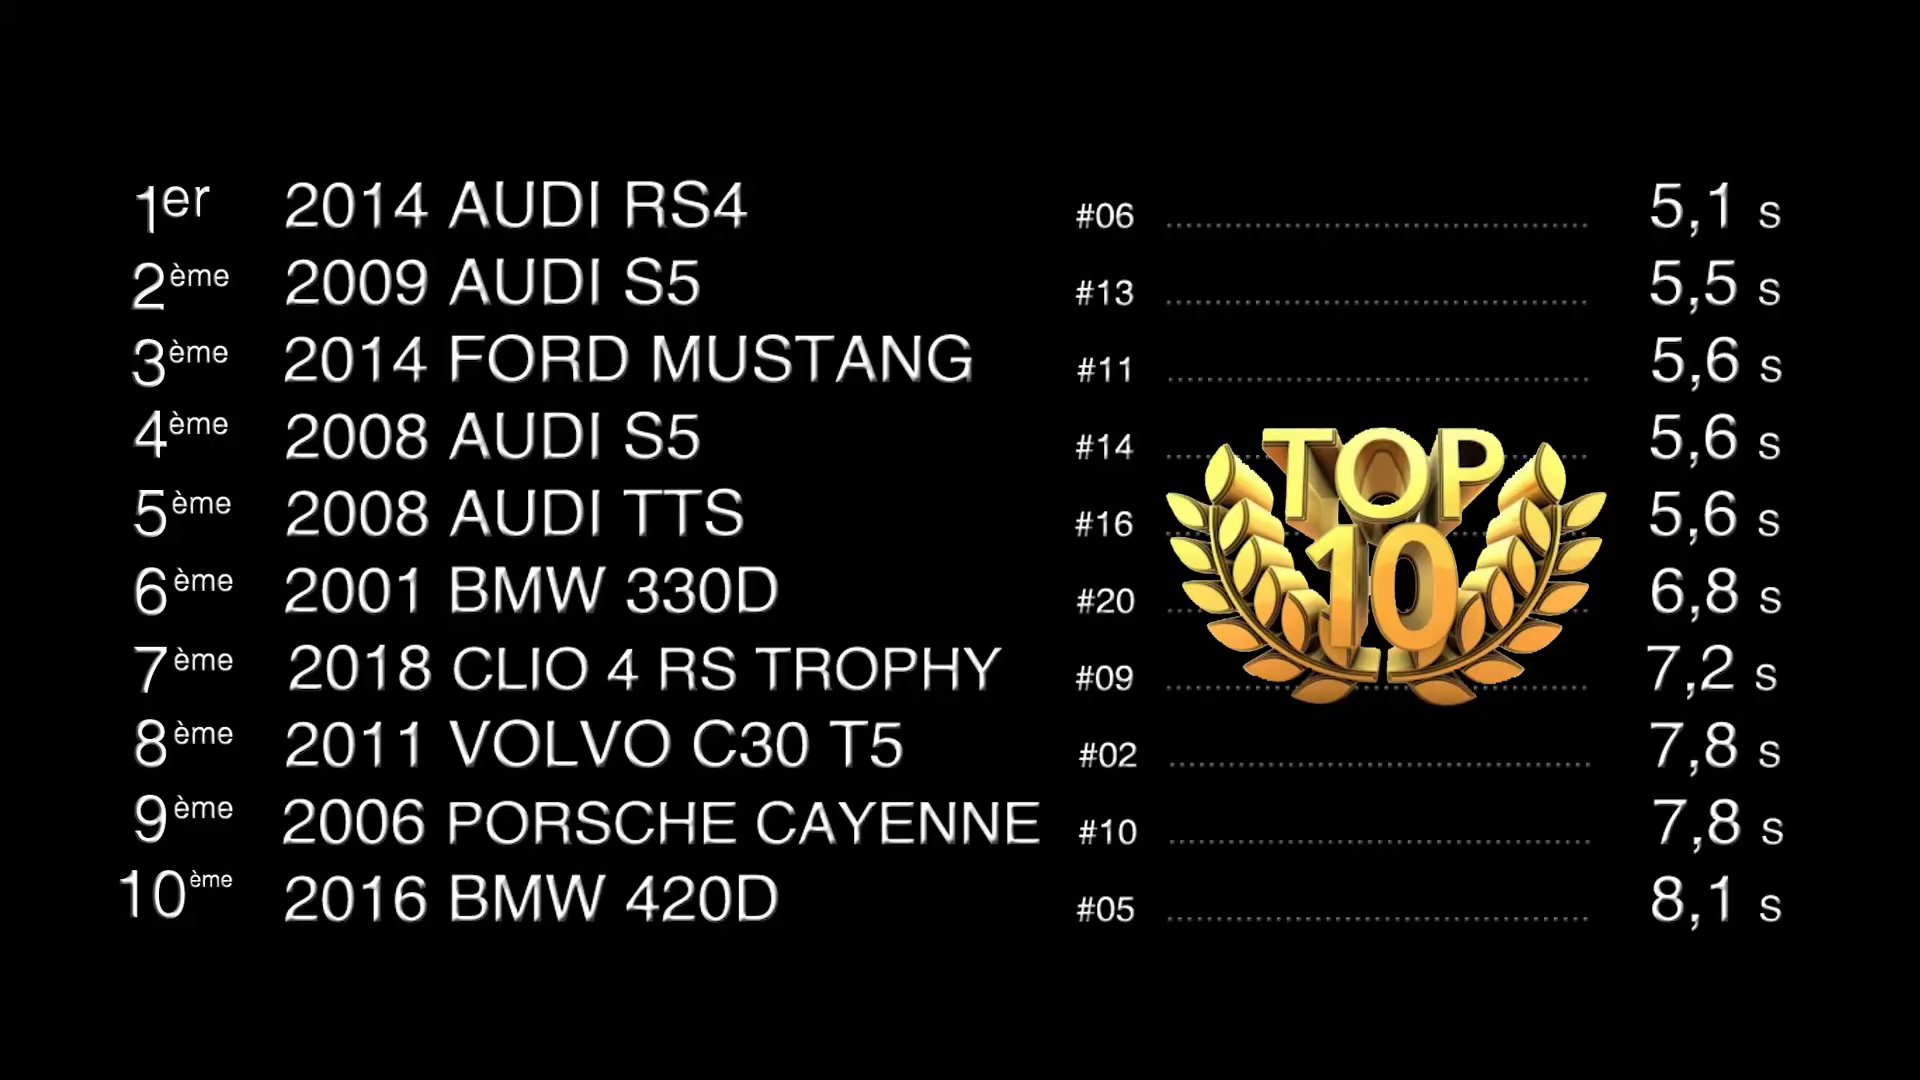 1er 2014 AUDI RS4 #06 ........................................ 5,1 s
2ème 2009 AUDI S5 #13 ........................................ 5,5 s
3ème 2014 FORD MUSTANG #11 ........................................ 5,6 s
4ème 2008 AUDI S5 #14 5,6 s
5ème 2008 AUDI TTS #16 5,6 s
6ème 2001 BMW 330D #20 6,8 s
7ème 2018 CLIO 4 RS TROPHY #09 7,2 s
8ème 2011 VOLVO C30 T5 #02 ........................................ 7,8 s
9ème 2006 PORSCHE CAYENNE #10 ........................................ 7,8 s
10ème 2016 BMW 420D #05 ........................................ 8,1 s
TOP
10